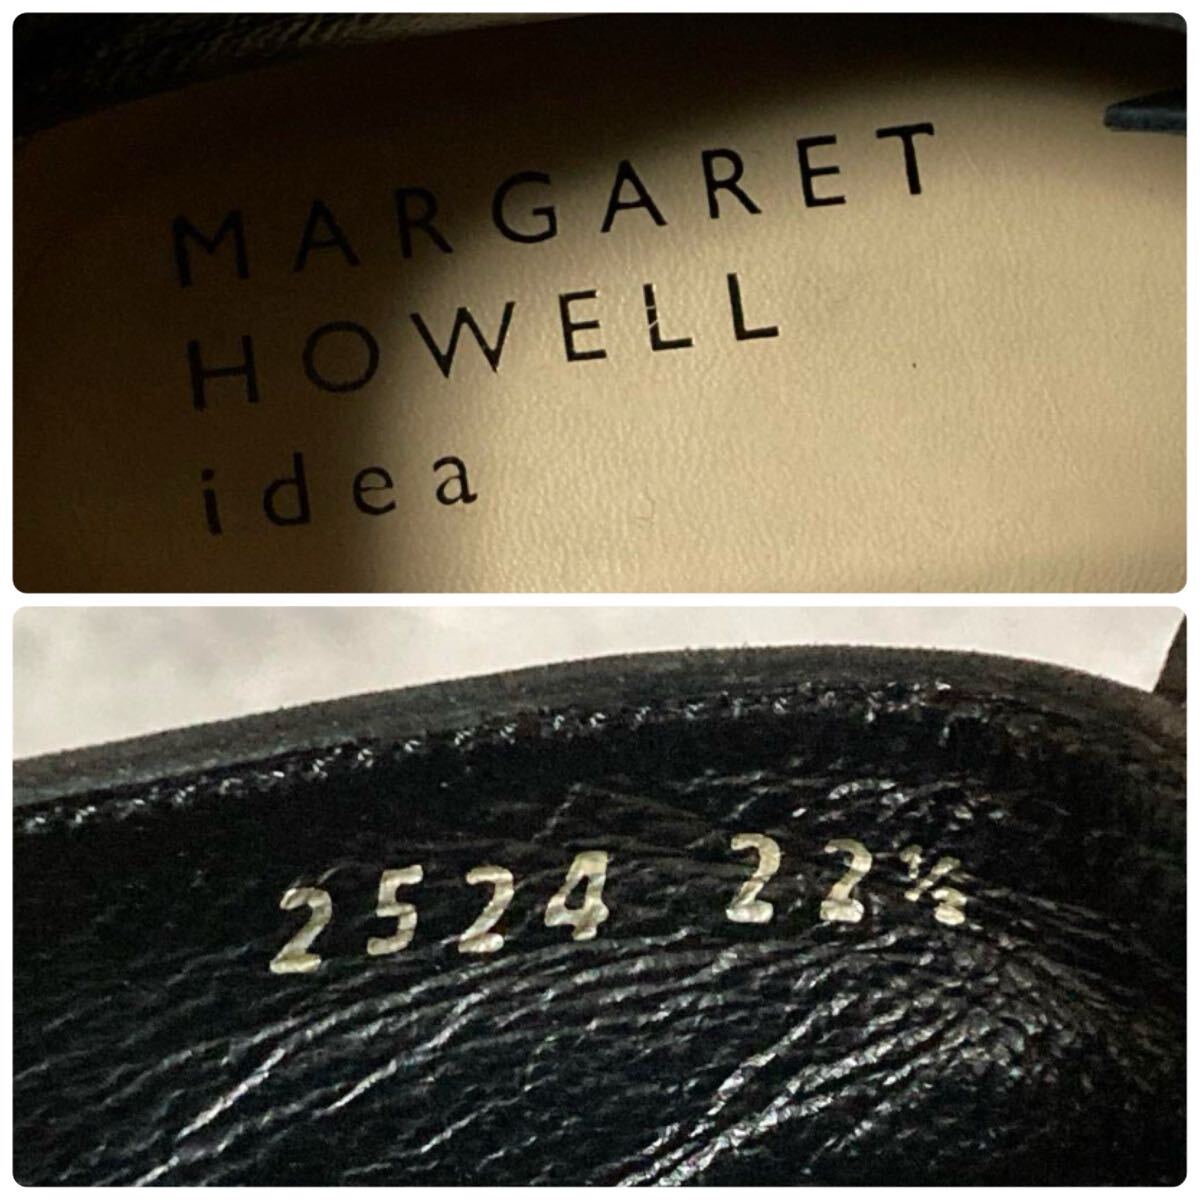 MARGARET
HOWELL
idea
2524 22½